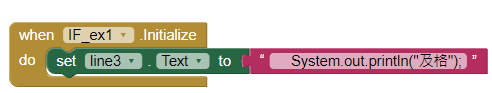 when IF_ex1 .Initialize
do set line3 . Text to “     System.out.println("及格"); ”